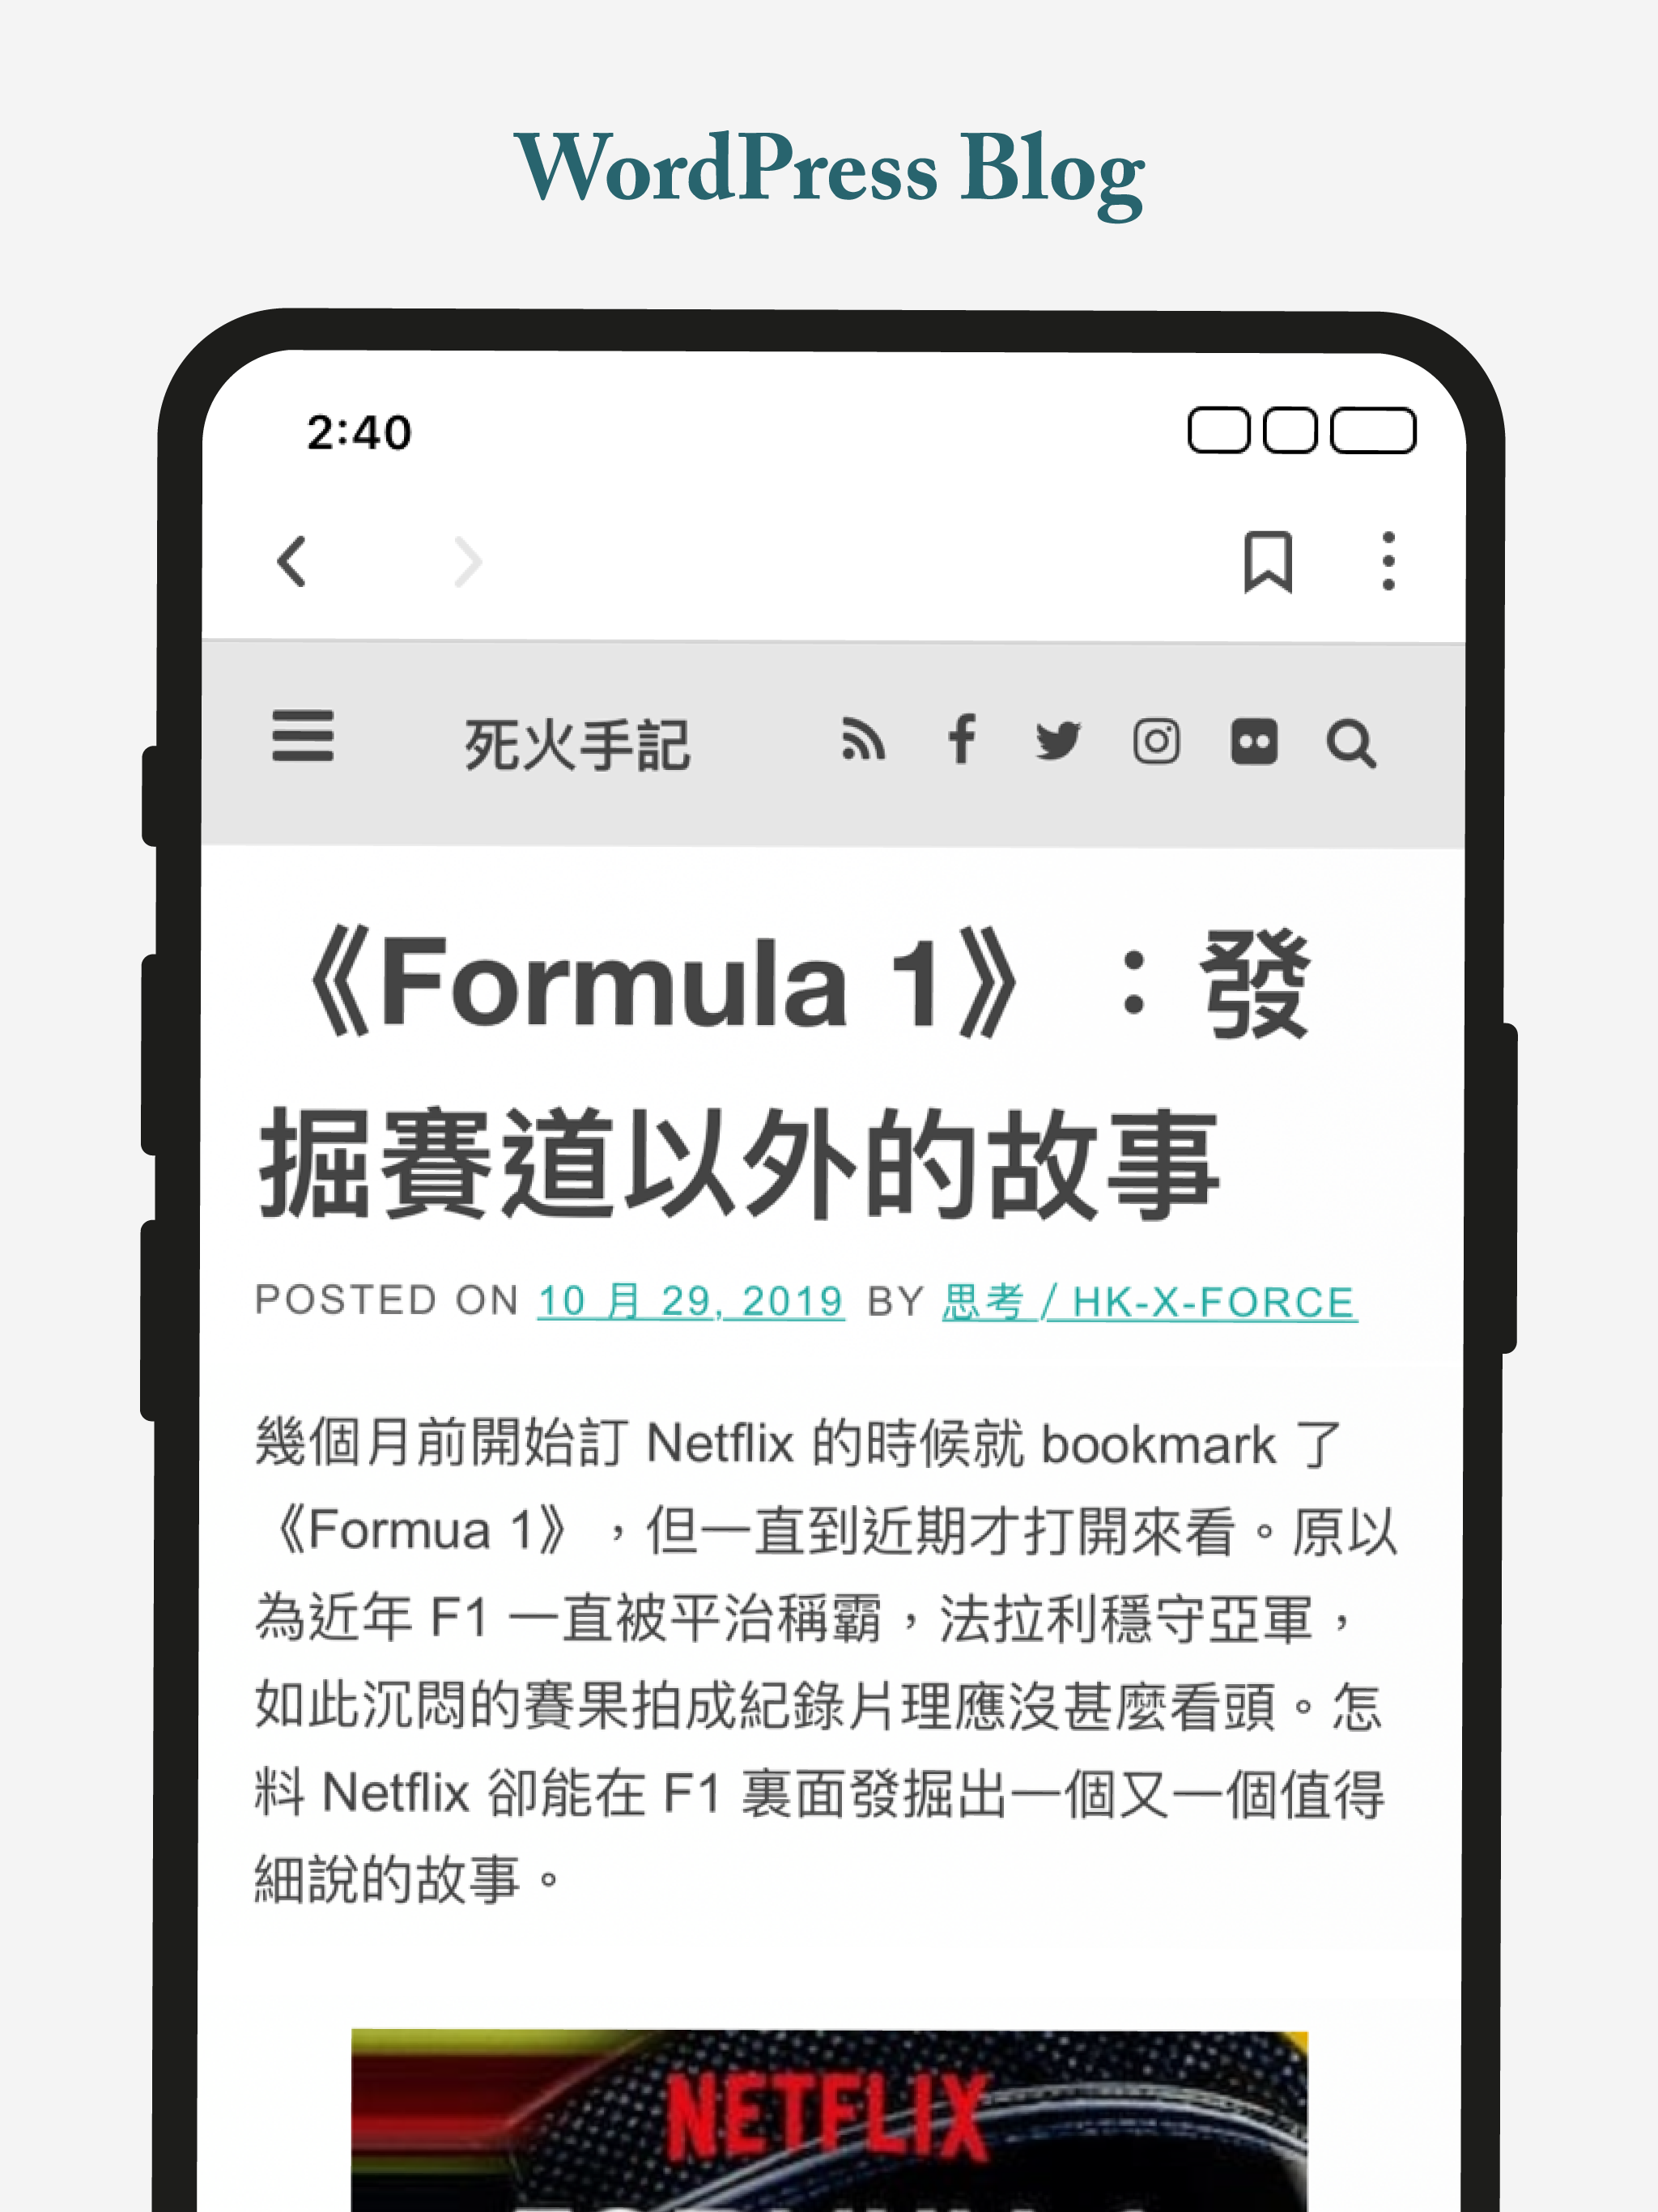 WordPress Blog
2:40
死火手記
《Formula 1》：發
掘賽道以外的故事
POSTED ON 10 月 29, 2019 BY 思考 / HK-X-FORCE
幾個月前開始訂 Netflix 的時候就 bookmark 了
《Formua 1》，但一直到近期才打開來看。原以
為近年 F1 一直被平治稱霸，法拉利穩守亞軍，
如此沉悶的賽果拍成紀錄片理應沒甚麼看頭。怎
料 Netflix 卻能在 F1 裏面發掘出一個又一個值得
細說的故事。
NETFLIX